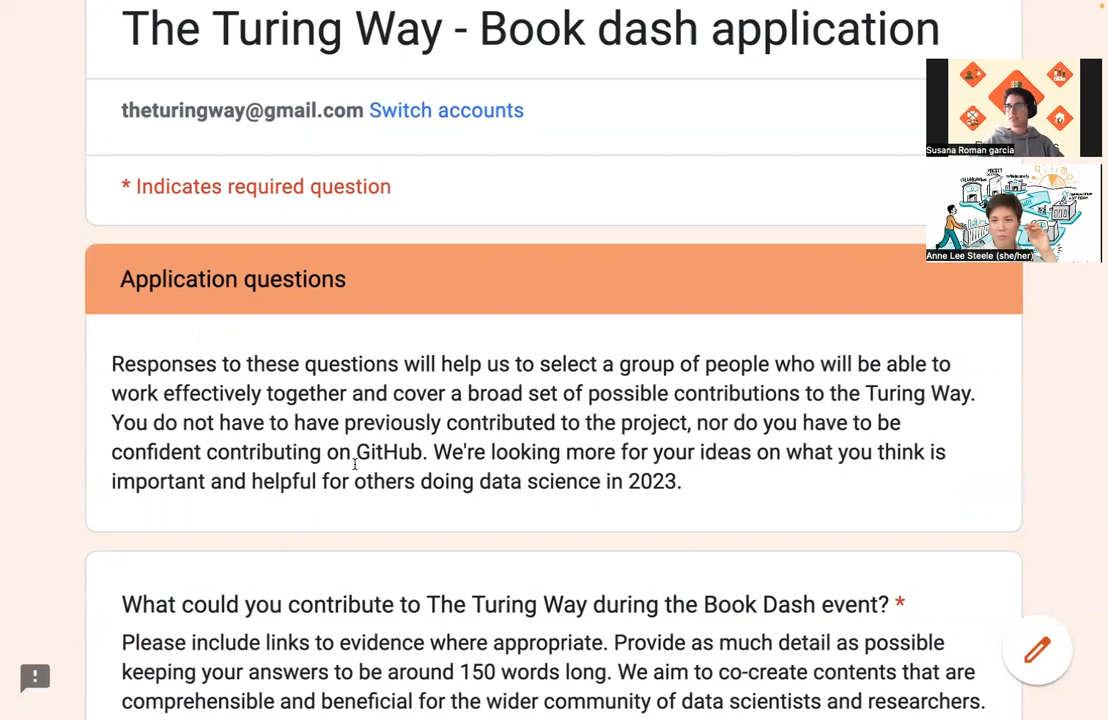 The Turing Way - Book dash application
theturingway@gmail.com Switch accounts
* Indicates required question
Susana Roman garcia
Anne Lee Steele (she/her)
Application questions
Responses to these questions will help us to select a group of people who will be able to
work effectively together and cover a broad set of possible contributions to the Turing Way.
You do not have to have previously contributed to the project, nor do you have to be
confident contributing on GitHub. We're looking more for your ideas on what you think is
important and helpful for others doing data science in 2023.
What could you contribute to The Turing Way during the Book Dash event? *
Please include links to evidence where appropriate. Provide as much detail as possible
keeping your answers to be around 150 words long. We aim to co-create contents that are
comprehensible and beneficial for the wider community of data scientists and researchers.